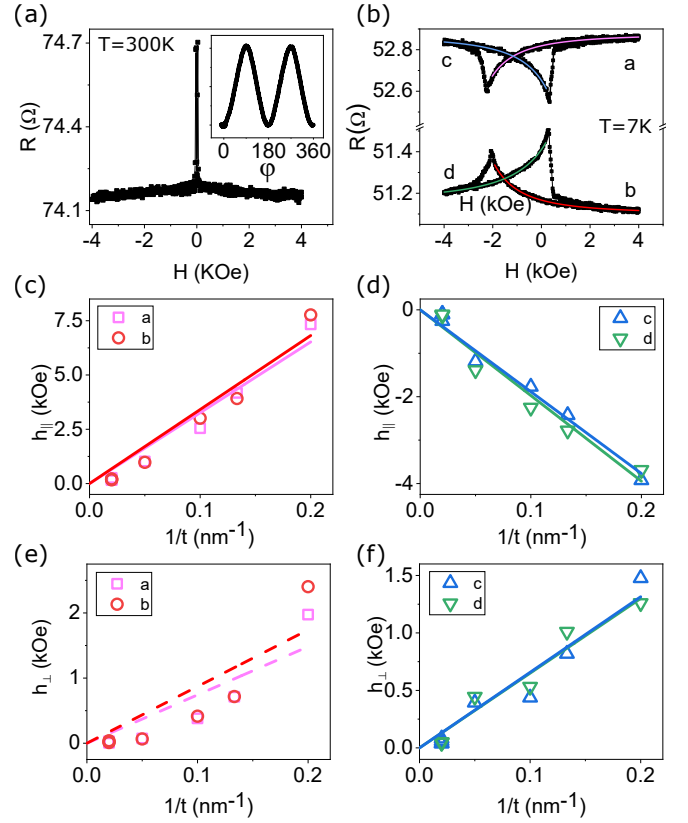 (a)
T=300K
74.7
74.4
74.1
R (Ω)
0 180 360
φ
-4 -2 0 2 4
H (KOe)
(b)
52.8
52.6
51.4
51.2
R(Ω)
c
a
T=7K
d
b
H (kOe)
-4 -2 0 2 4
H (kOe)
(c)
a
b
7.5
5.0
2.5
0.0
h|| (kOe)
0.0 0.1 0.2
1/t (nm⁻¹)
(d)
c
d
0
-2
-4
h|| (kOe)
0.0 0.1 0.2
1/t (nm⁻¹)
(e)
a
b
2
1
0
h⊥ (kOe)
0.0 0.1 0.2
1/t (nm⁻¹)
(f)
c
d
1.5
1.0
0.5
0.0
h⊥ (kOe)
0.0 0.1 0.2
1/t (nm⁻¹)